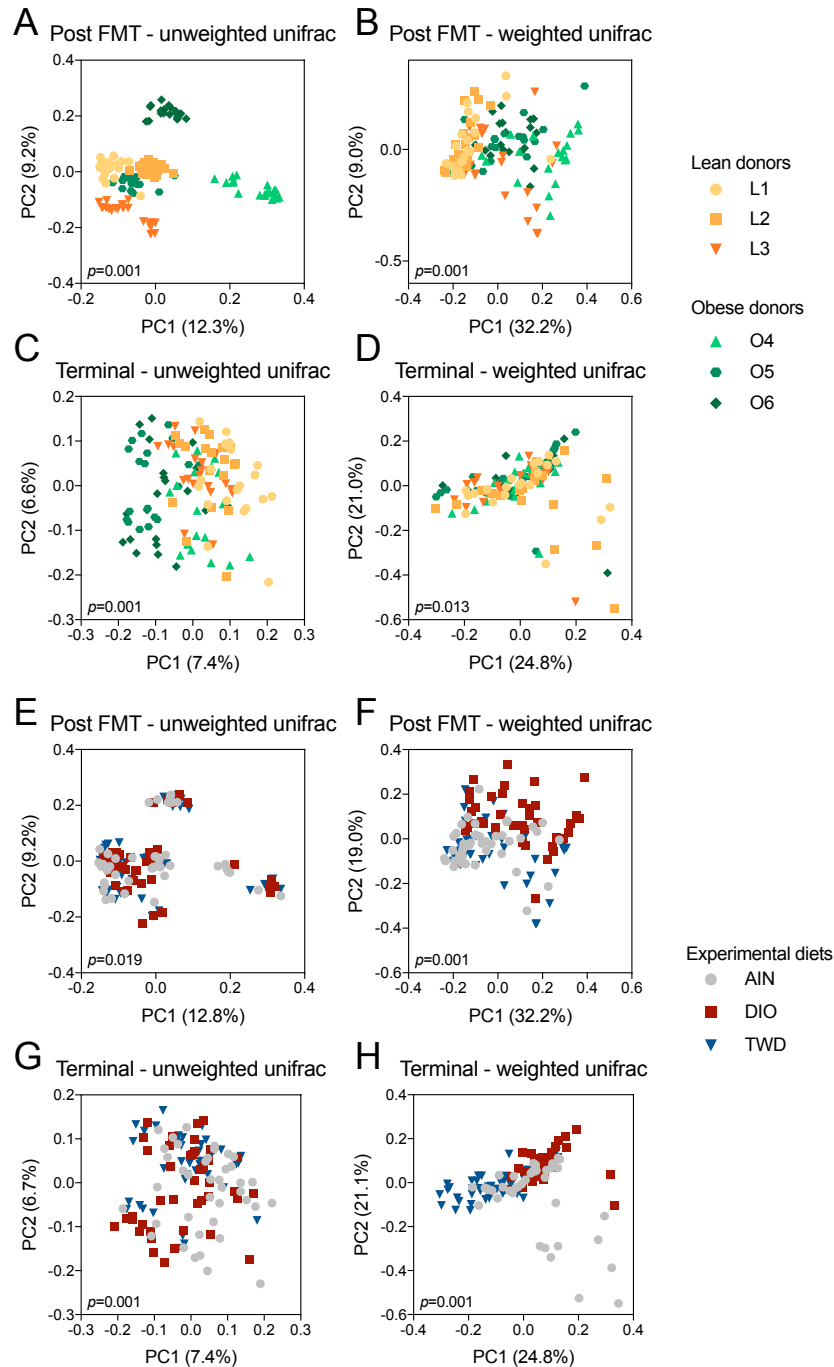 A
Post FMT - unweighted unifrac
0.4
0.2
0.0
-0.2
-0.4
PC2 (9.2%)
p=0.001
-0.2
0.0
0.2
0.4
PC1 (12.3%)
B
Post FMT - weighted unifrac
0.0
-0.5
PC2 (9.0%)
p=0.001
-0.4
-0.2
0.0
0.2
0.4
0.6
PC1 (32.2%)
Lean donors
L1
L2
L3
Obese donors
O4
O5
O6
C
Terminal - unweighted unifrac
0.2
0.1
0.0
-0.1
-0.2
-0.3
PC2 (6.6%)
p=0.001
-0.3
-0.2
-0.1
0.0
0.1
0.2
0.3
PC1 (7.4%)
D
Terminal - weighted unifrac
0.4
0.2
0.0
-0.2
-0.4
-0.6
PC2 (21.0%)
p=0.013
-0.4
-0.2
0.0
0.2
0.4
PC1 (24.8%)
E
Post FMT - unweighted unifrac
0.4
0.2
0.0
-0.2
-0.4
PC2 (9.2%)
p=0.019
-0.2
0.0
0.2
0.4
PC1 (12.8%)
F
Post FMT - weighted unifrac
0.4
0.2
0.0
-0.2
-0.4
-0.6
PC2 (19.0%)
p=0.001
-0.4
-0.2
0.0
0.2
0.4
0.6
PC1 (32.2%)
Experimental diets
AIN
DIO
TWD
G
Terminal - unweighted unifrac
0.2
0.1
0.0
-0.1
-0.2
-0.3
PC2 (6.7%)
p=0.001
-0.3
-0.2
-0.1
0.0
0.1
0.2
0.3
PC1 (7.4%)
H
Terminal - weighted unifrac
0.4
0.2
0.0
-0.2
-0.4
-0.6
PC2 (21.1%)
p=0.001
-0.4
-0.2
0.0
0.2
0.4
PC1 (24.8%)